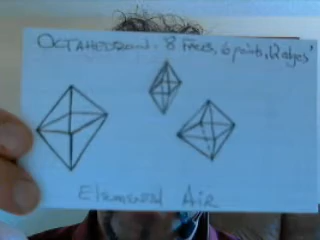 OCTAHEDRON. 8 Faces, 6 points, 12 edges'
Elemental Air